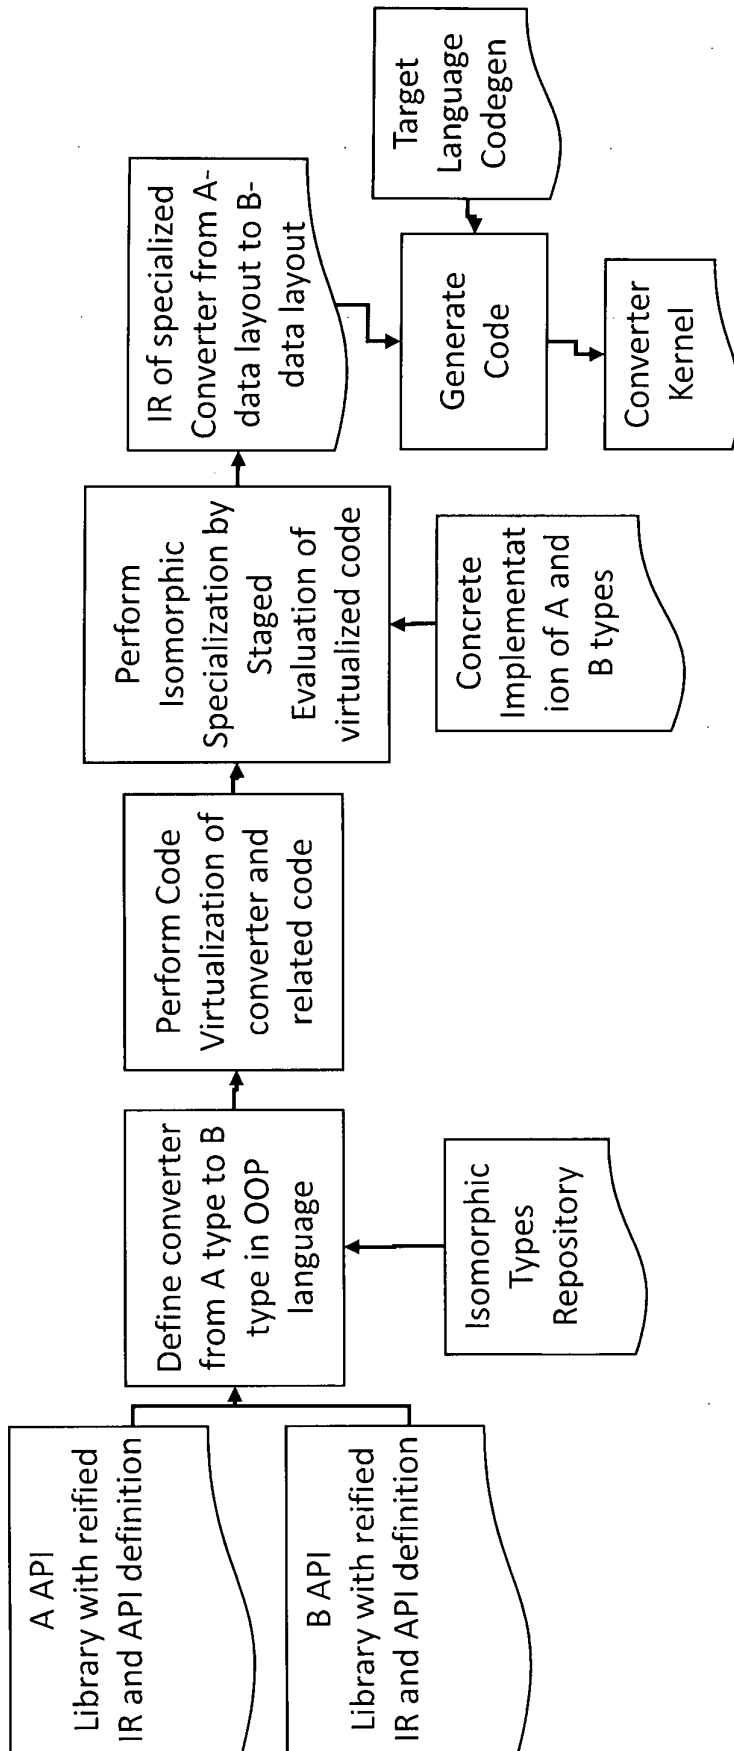 A API
Library with reified
IR and API definition
B API
Library with reified
IR and API definition
Define converter
from A type to B
type in OOP
language
Isomorphic
Types
Repository
Perform Code
Virtualization of
converter and
related code
Perform
Isomorphic
Specialization by
Staged
Evaluation of
virtualized code
Concrete
Implementat
ion of A and
B types
IR of specialized
Converter from A-
data layout to B-
data layout
Generate
Code
Target
Language
Codegen
Converter
Kernel